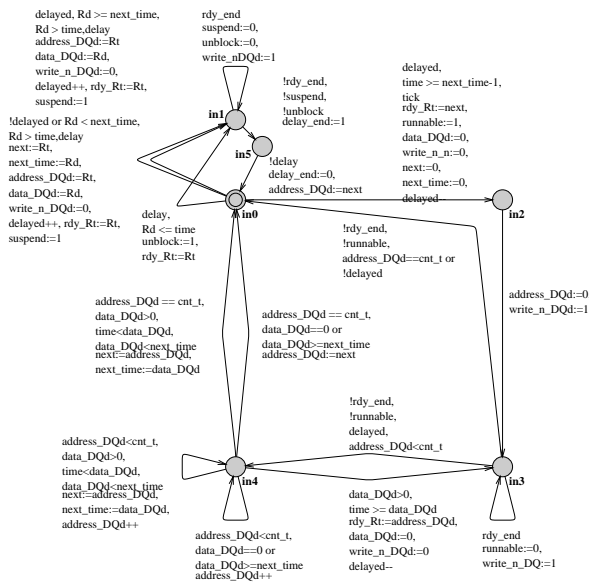 delayed, Rd >= next_time,
Rd > time,delay
address_DQd:=Rt
data_DQd:=Rd,
write_n_DQd:=0,
delayed++, rdy_Rt:=Rt,
suspend:=1
rdy_end
suspend:=0,
unblock:=0,
write_nDQd:=1
!rdy_end,
!suspend,
!unblock
delay_end:=1
in1
in5
!delay
delay_end:=0,
address_DQd:=next
delayed,
time >= next_time-1,
tick
rdy_Rt:=next,
runnable:=1,
data_DQd:=0,
write_n_n:=0,
next:=0,
next_time:=0,
delayed--
!delayed or Rd < next_time,
Rd > time,delay
next:=Rt,
next_time:=Rd,
address_DQd:=Rt,
data_DQd:=Rd,
write_n_DQd:=0,
delayed++, rdy_Rt:=Rt,
suspend:=1
delay,
Rd <= time
unblock:=1,
rdy_Rt:=Rt
in0
in2
!rdy_end,
!runnable,
address_DQd==cnt_t or
!delayed
address_DQd:=0
write_n_DQd:=1
address_DQd == cnt_t,
data_DQd>0,
time<data_DQd,
data_DQd<next_time
next:=address_DQd,
next_time:=data_DQd
address_DQd == cnt_t,
data_DQd==0 or
data_DQd>=next_time
address_DQd:=next
!rdy_end,
!runnable,
delayed,
address_DQd<cnt_t
address_DQd<cnt_t,
data_DQd>0,
time<data_DQd,
data_DQd<next_time
next:=address_DQd,
next_time:=data_DQd,
address_DQd++
in4
in3
address_DQd<cnt_t,
data_DQd==0 or
data_DQd>=next_time
address_DQd++
data_DQd>0,
time >= data_DQd
rdy_Rt:=address_DQd,
data_DQd:=0,
write_n_DQd:=0
delayed--
rdy_end
runnable:=0,
write_n_DQ:=1